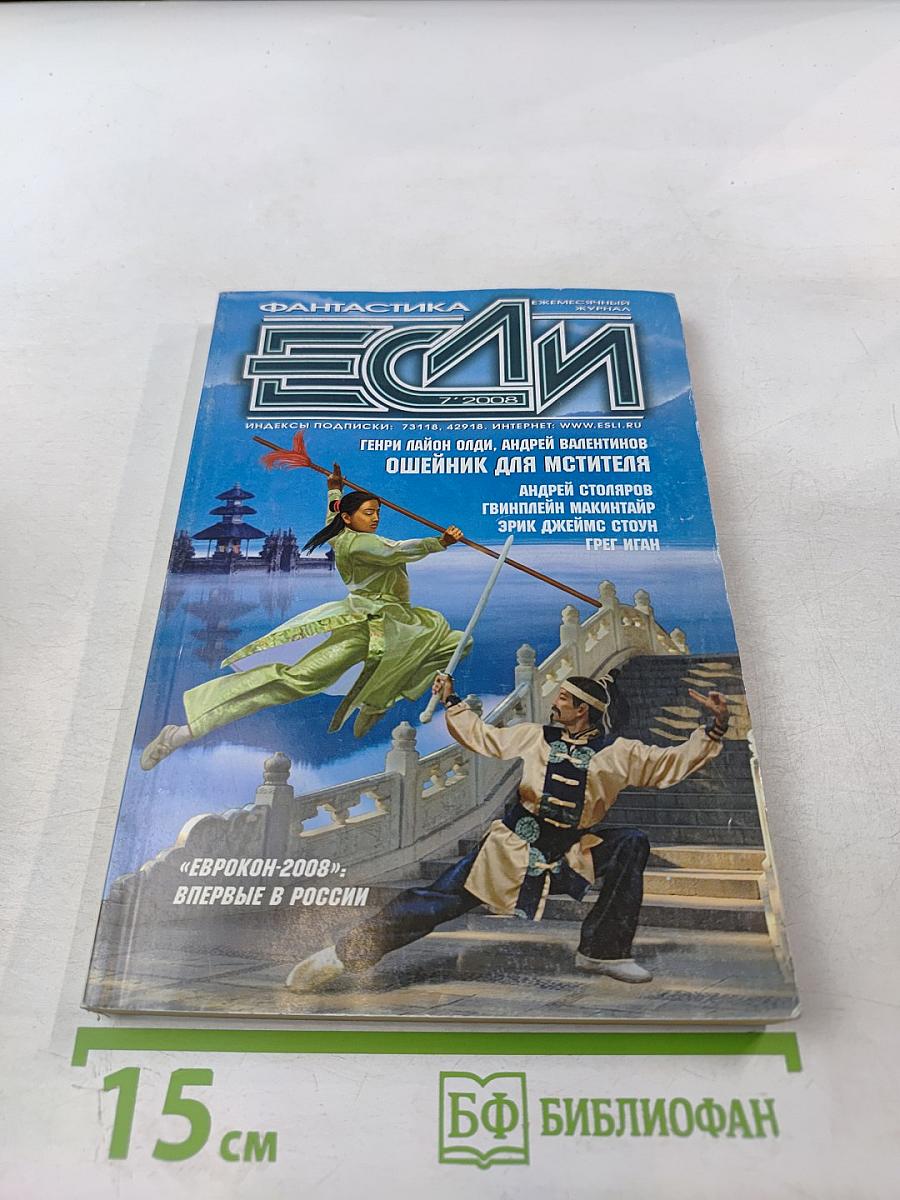 ФАНТАСТИКА
ЕЖЕМЕСЯЧНЫЙ
ЖУРНАЛ
ЕСЛИ
7'2008
ИНДЕКСЫ ПОДПИСКИ: 73118, 42918. ИНТЕРНЕТ: WWW.ESLI.RU
ГЕНРИ ЛАЙОН ОЛДИ, АНДРЕЙ ВАЛЕНТИНОВ
ОШЕЙНИК ДЛЯ МСТИТЕЛЯ
АНДРЕЙ СТОЛЯРОВ
ГВИНПЛЕЙН МАКИНТАЙР
ЭРИК ДЖЕЙМС СТОУН
ГРЕГ ИГАН
«ЕВРОКОН-2008»:
ВПЕРВЫЕ В РОССИИ
15 см
БФ БИБЛИОФАН